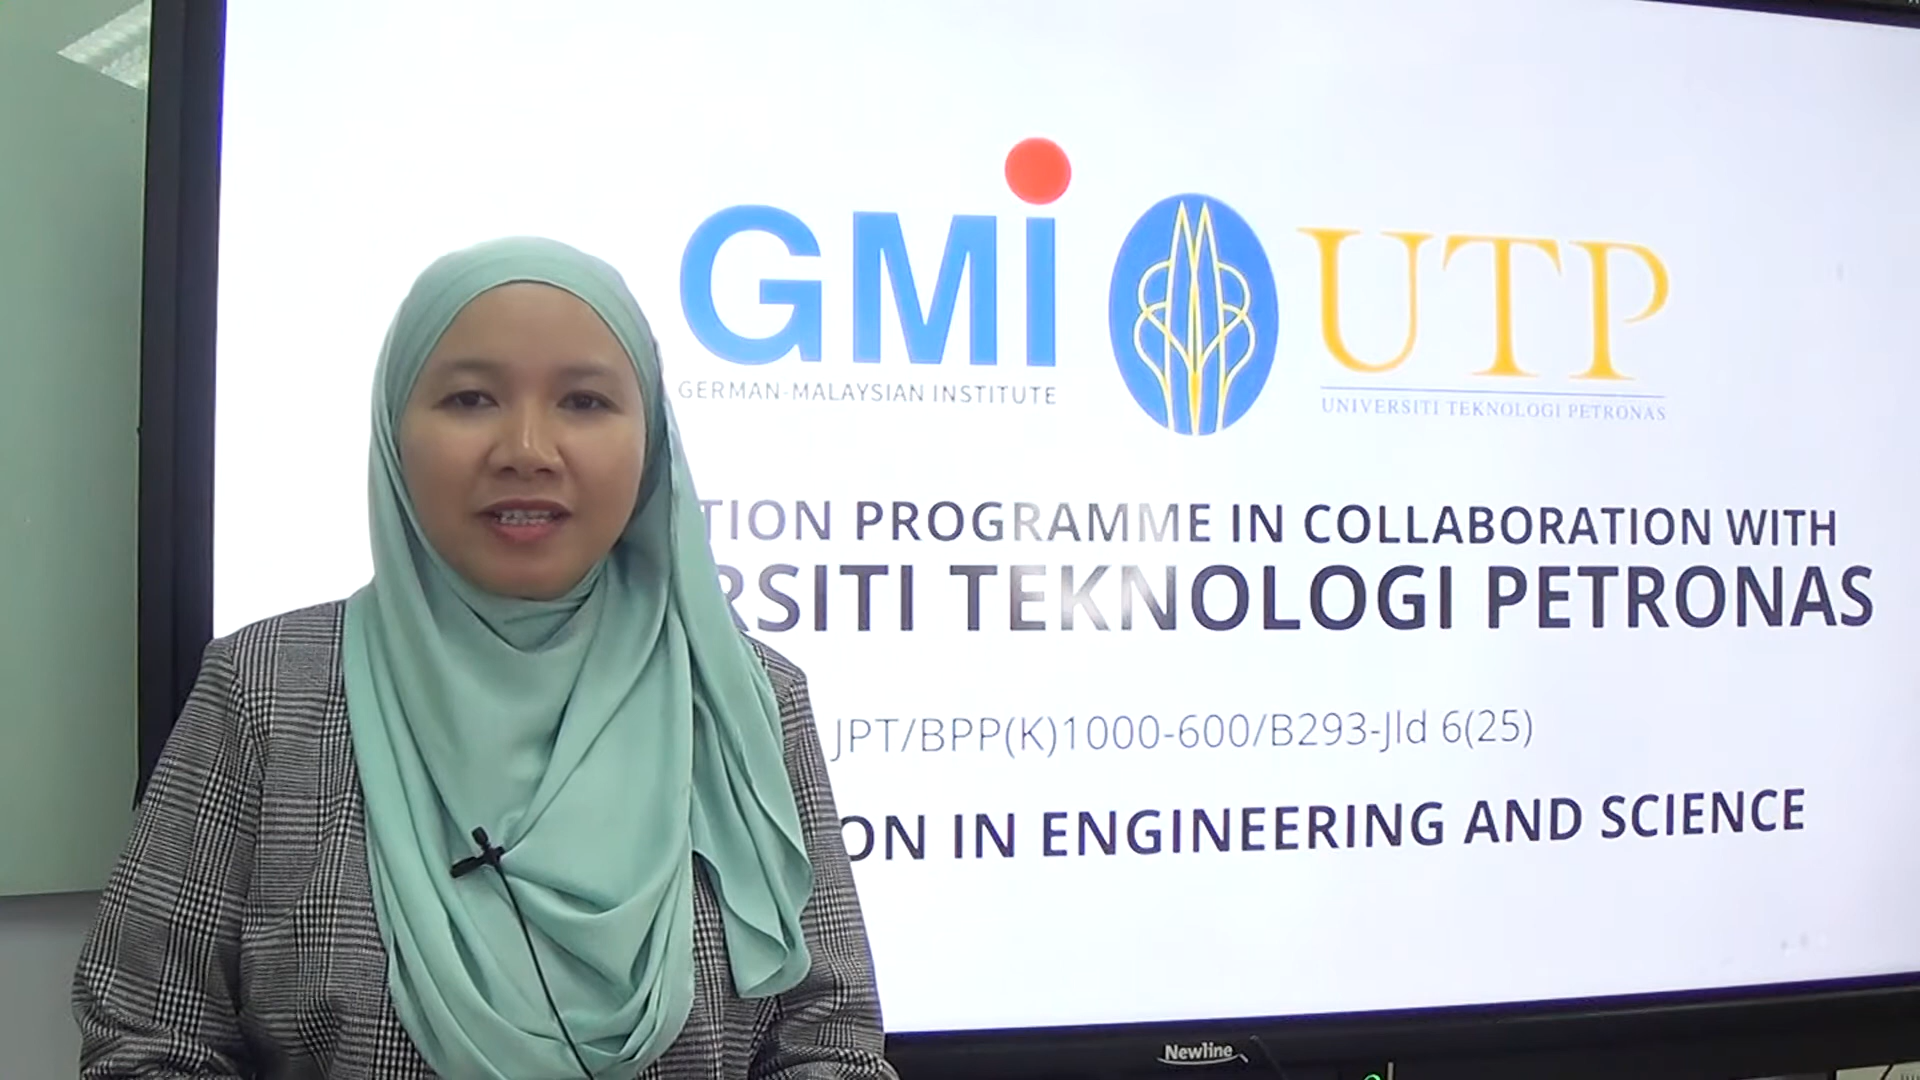 GMi
GERMAN-MALAYSIAN INSTITUTE
UTP
UNIVERSITI TEKNOLOGI PETRONAS
TION PROGRAMME IN COLLABORATION WITH
RSITI TEKNOLOGI PETRONAS
JPT/BPP(K)1000-600/B293-Jld 6(25)
ON IN ENGINEERING AND SCIENCE
Newline